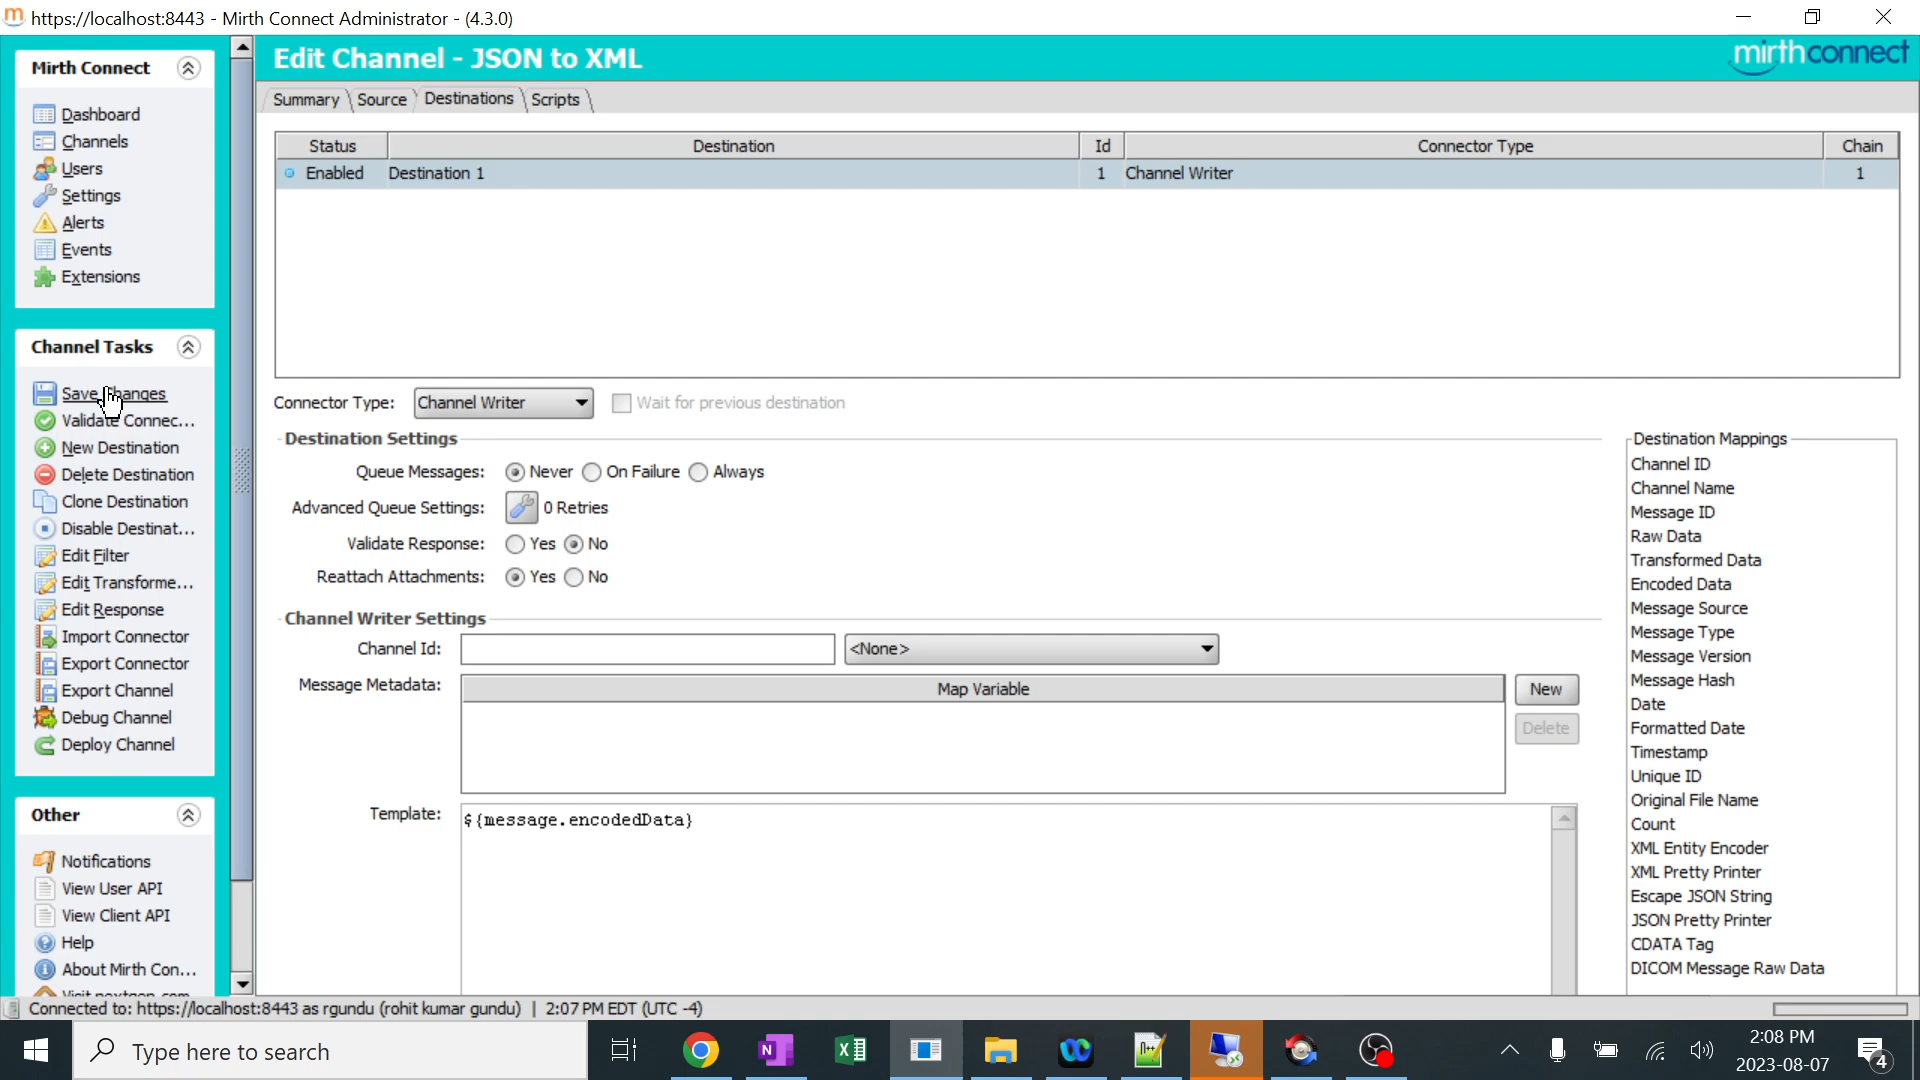 https://localhost:8443 - Mirth Connect Administrator - (4.3.0)
Mirth Connect
Dashboard
Channels
Users
Settings
Alerts
Events
Extensions
Channel Tasks
Save Changes
Validate Connec...
New Destination
Delete Destination
Clone Destination
Disable Destinat...
Edit Filter
Edit Transforme...
Edit Response
Import Connector
Export Connector
Export Channel
Debug Channel
Deploy Channel
Other
Notifications
View User API
View Client API
Help
About Mirth Con...
Edit Channel - JSON to XML
mirthconnect
Summary Source Destinations Scripts
Status Destination Id Connector Type Chain
Enabled Destination 1 1 Channel Writer 1
Connector Type: Channel Writer Wait for previous destination
Destination Settings
Queue Messages: Never On Failure Always
Advanced Queue Settings: 0 Retries
Validate Response: Yes No
Reattach Attachments: Yes No
Channel Writer Settings
Channel Id: <None>
Message Metadata: Map Variable New
Delete
Template: ${message.encodedData}
Destination Mappings
Channel ID
Channel Name
Message ID
Raw Data
Transformed Data
Encoded Data
Message Source
Message Type
Message Version
Message Hash
Date
Formatted Date
Timestamp
Unique ID
Original File Name
Count
XML Entity Encoder
XML Pretty Printer
Escape JSON String
JSON Pretty Printer
CDATA Tag
DICOM Message Raw Data
Connected to: https://localhost:8443 as rgundu (rohit kumar gundu) | 2:07 PM EDT (UTC -4)
Type here to search
2:08 PM
2023-08-07
4